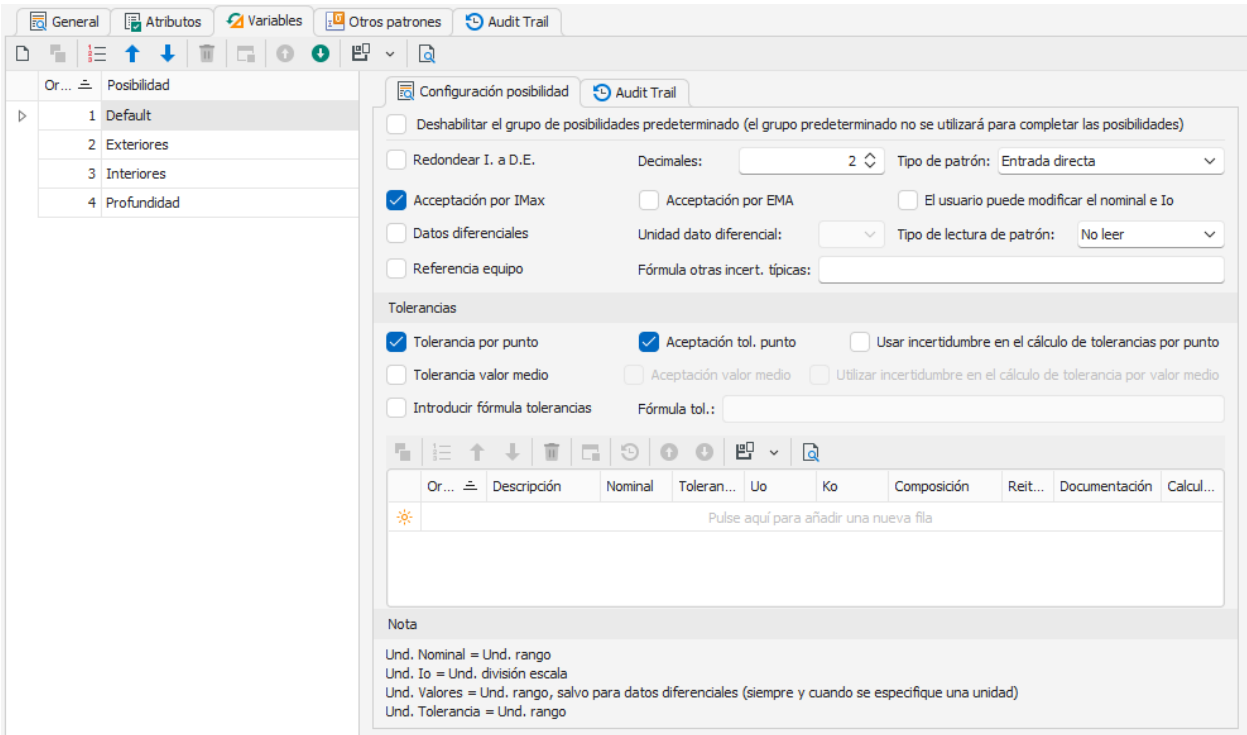 General Atributos Variables Otros patrones Audit Trail
Or... Posibilidad
1 Default
2 Exteriores
3 Interiores
4 Profundidad
Configuración posibilidad Audit Trail
Deshabilitar el grupo de posibilidades predeterminado (el grupo predeterminado no se utilizará para completar las posibilidades)
Redondear I. a D.E. Decimales: 2 Tipo de patrón: Entrada directa
Acceptación por IMax Acceptación por EMA El usuario puede modificar el nominal e Io
Datos diferenciales Unidad dato diferencial: Tipo de lectura de patrón: No leer
Referencia equipo Fórmula otras incert. típicas:
Tolerancias
Tolerancia por punto Aceptación tol. punto Usar incertidumbre en el cálculo de tolerancias por punto
Tolerancia valor medio Aceptación valor medio Utilizar incertidumbre en el cálculo de tolerancia por valor medio
Introducir fórmula tolerancias Fórmula tol.:
Or... Descripción Nominal Toleran... Uo Ko Composición Reit... Documentación Calcul...
Pulse aquí para añadir una nueva fila
Nota
Und. Nominal = Und. rango
Und. Io = Und. división escala
Und. Valores = Und. rango, salvo para datos diferenciales (siempre y cuando se especifique una unidad)
Und. Tolerancia = Und. rango